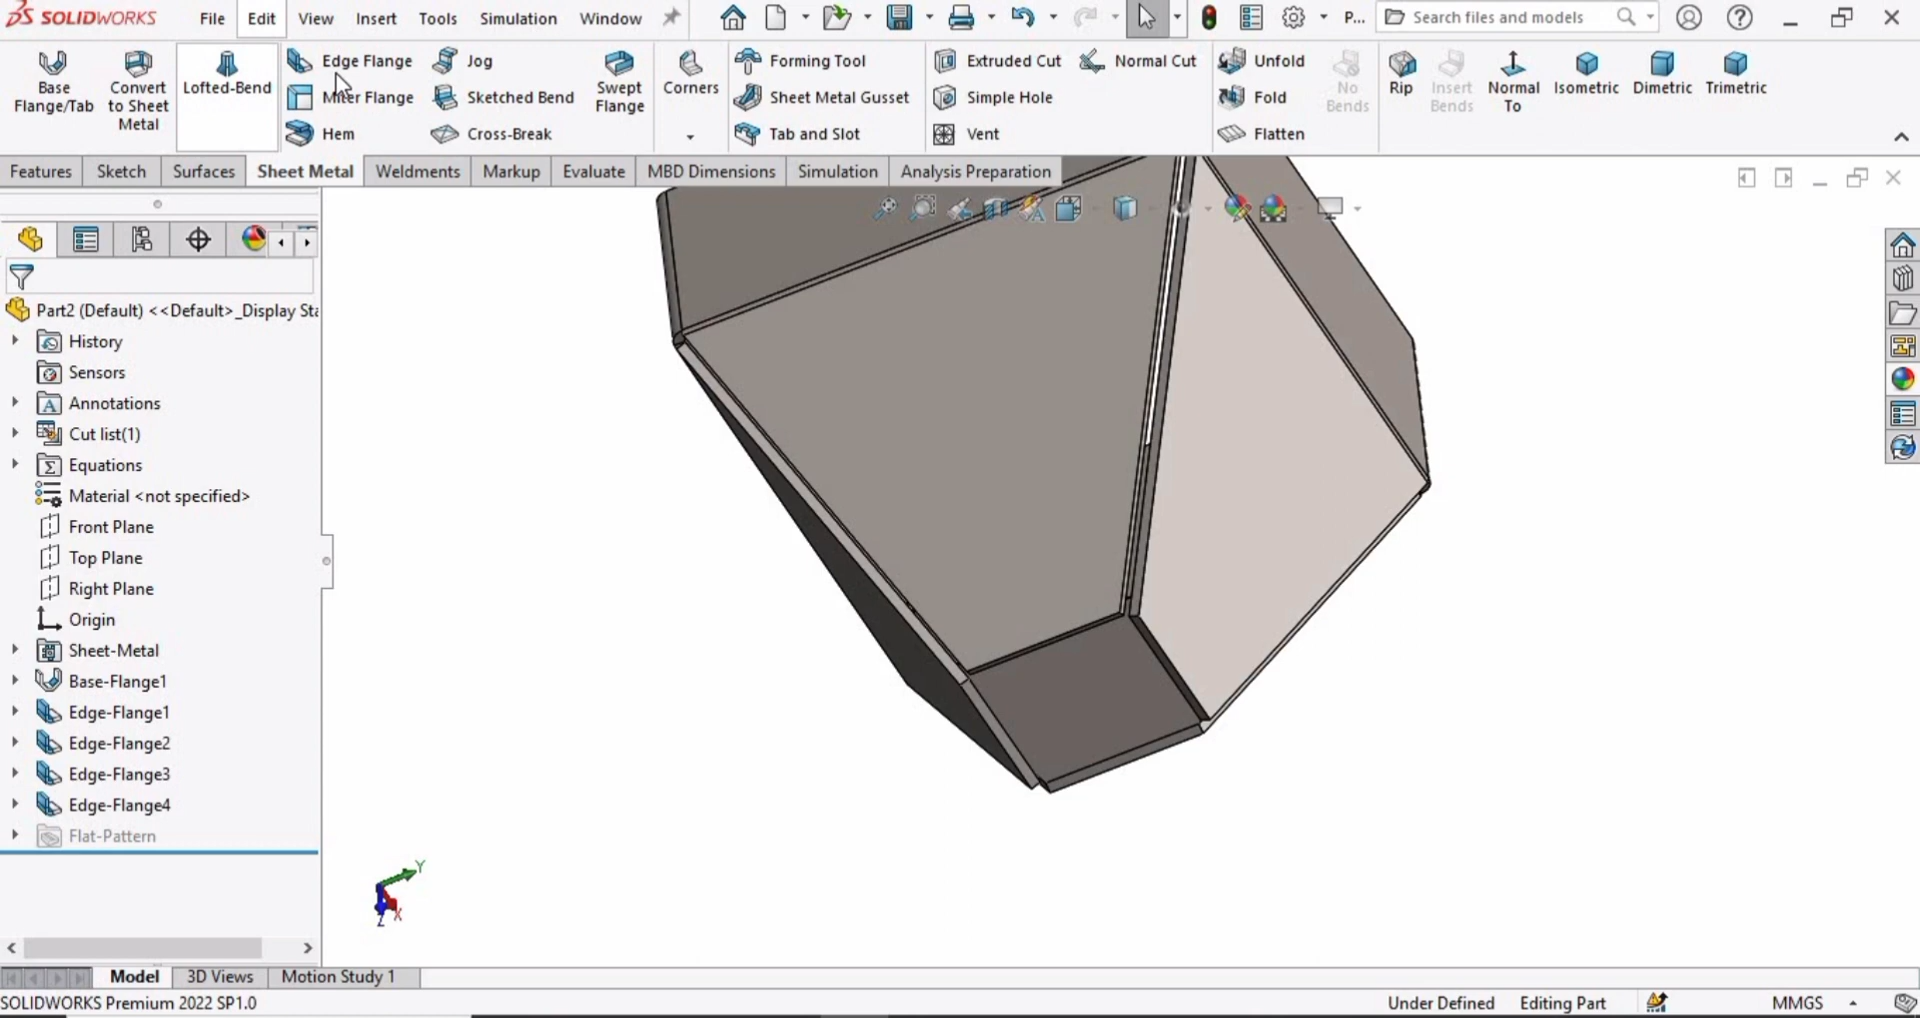 SOLIDWORKS File Edit View Insert Tools Simulation Window P... Search files and models
Base Flange/Tab
Convert to Sheet Metal
Lofted-Bend
Edge Flange
Miter Flange
Hem
Jog
Sketched Bend
Cross-Break
Swept Flange
Corners
Forming Tool
Sheet Metal Gusset
Tab and Slot
Extruded Cut
Simple Hole
Vent
Normal Cut
Unfold
Fold
Flatten
No Bends
Rip
Insert Bends
Normal To
Isometric
Dimetric
Trimetric
Features Sketch Surfaces Sheet Metal Weldments Markup Evaluate MBD Dimensions Simulation Analysis Preparation
Part2 (Default) <<Default>_Display Sta
History
Sensors
Annotations
Cut list(1)
Equations
Material <not specified>
Front Plane
Top Plane
Right Plane
Origin
Sheet-Metal
Base-Flange1
Edge-Flange1
Edge-Flange2
Edge-Flange3
Edge-Flange4
Flat-Pattern
Y
X
Z
Model 3D Views Motion Study 1
SOLIDWORKS Premium 2022 SP1.0 Under Defined Editing Part MMGS